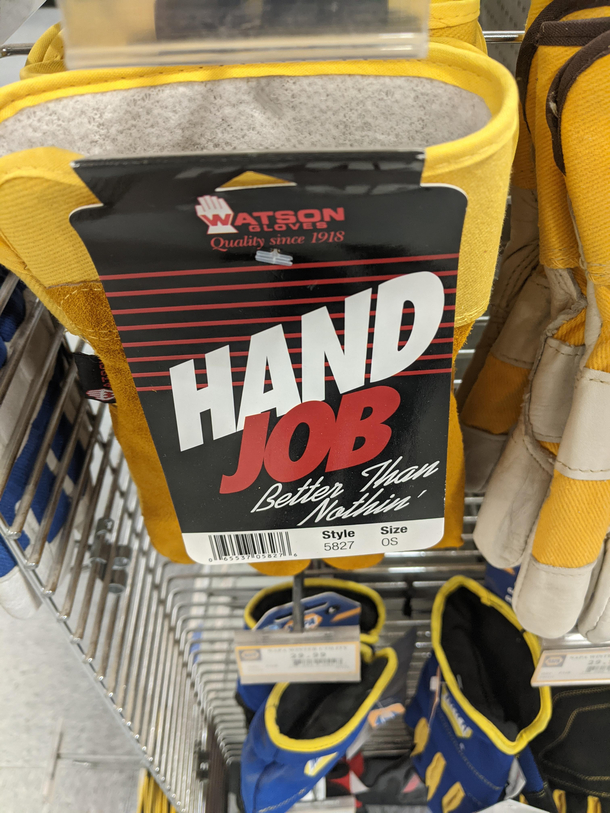 WATSON
GLOVES
Quality since 1918
HAND
JOB
Better Than
Nothin'
Style Size
5827 OS